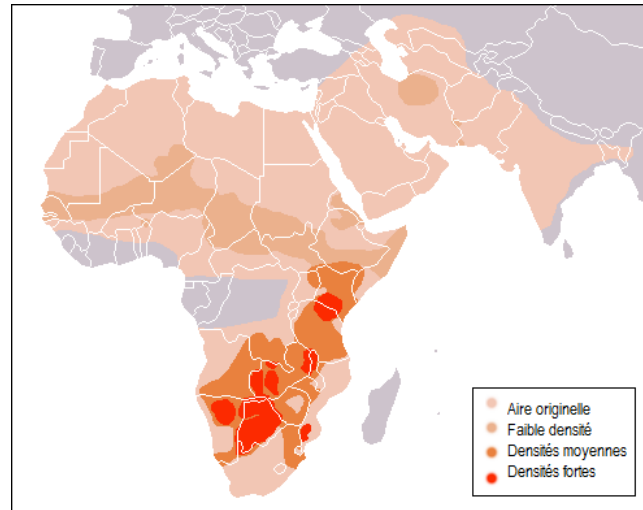 Aire originelle
Faible densité
Densités moyennes
Densités fortes